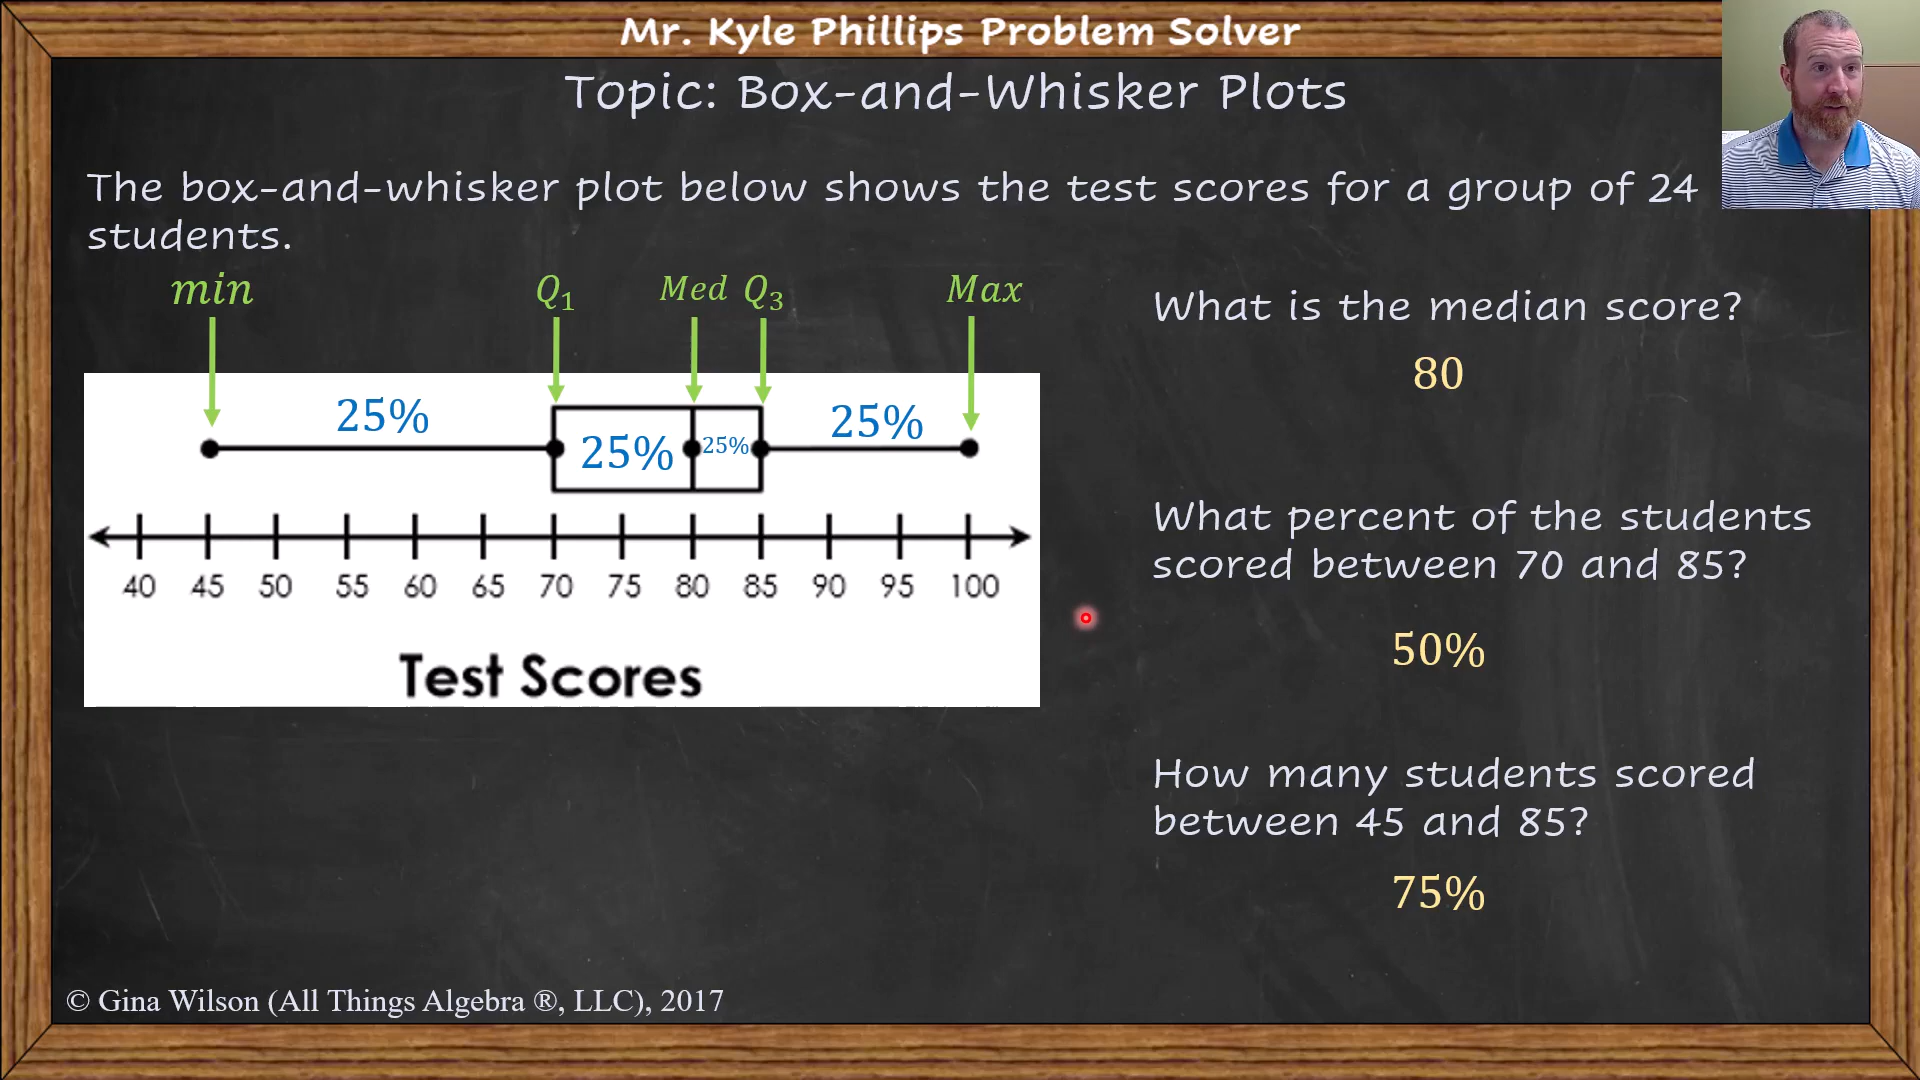 Mr. Kyle Phillips Problem Solver
Topic: Box-and-Whisker Plots
The box-and-whisker plot below shows the test scores for a group of 24
students.
min Q₁ Med Q₃ Max
25% 25% 25% 25%
40 45 50 55 60 65 70 75 80 85 90 95 100
Test Scores
What is the median score?
80
What percent of the students
scored between 70 and 85?
50%
How many students scored
between 45 and 85?
75%
© Gina Wilson (All Things Algebra ®, LLC), 2017